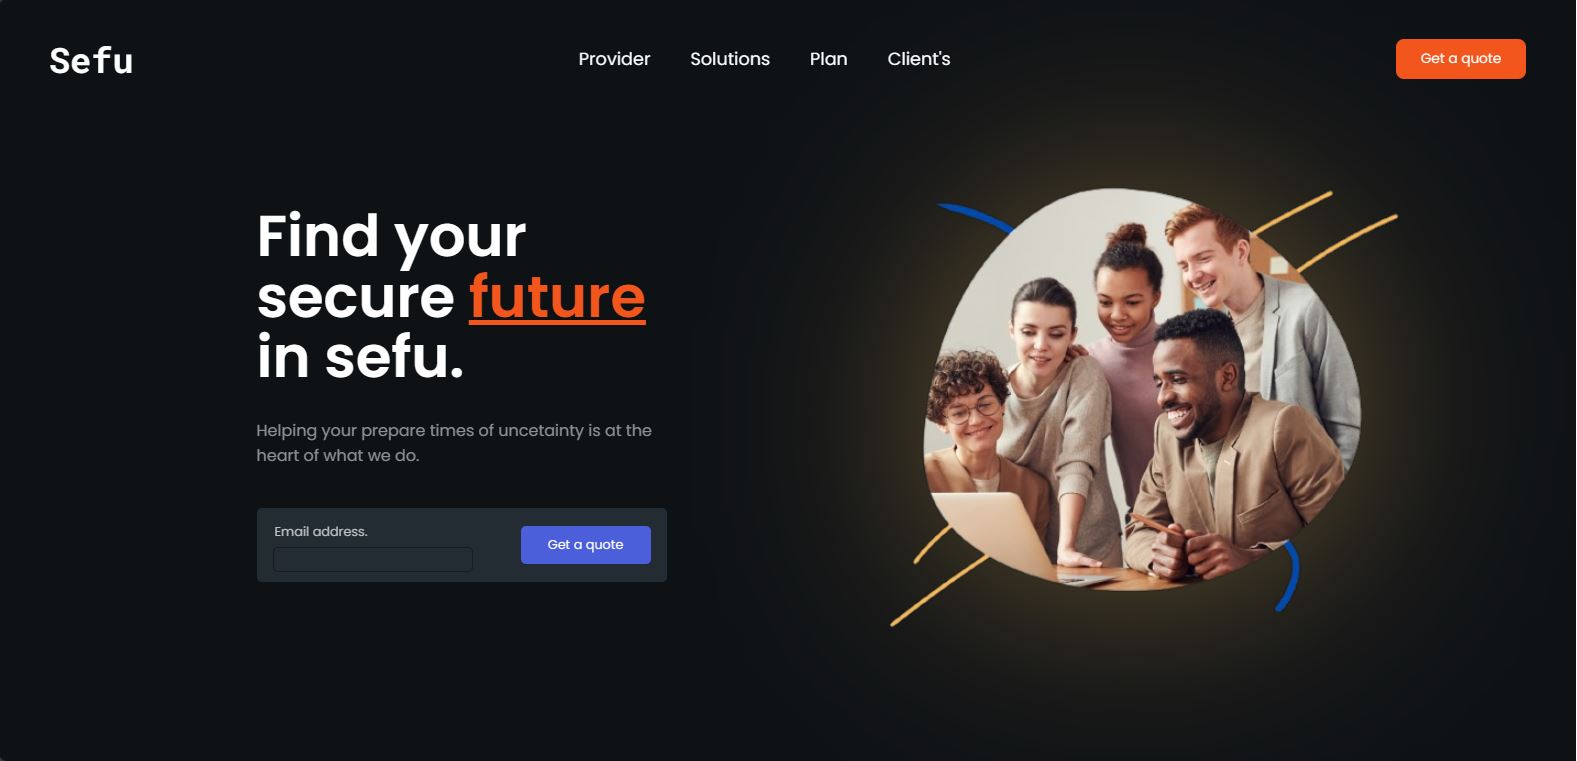 Sefu
Provider Solutions Plan Client's
Get a quote
Find your
secure future
in sefu.
Helping your prepare times of uncetainty is at the
heart of what we do.
Email address.
Get a quote